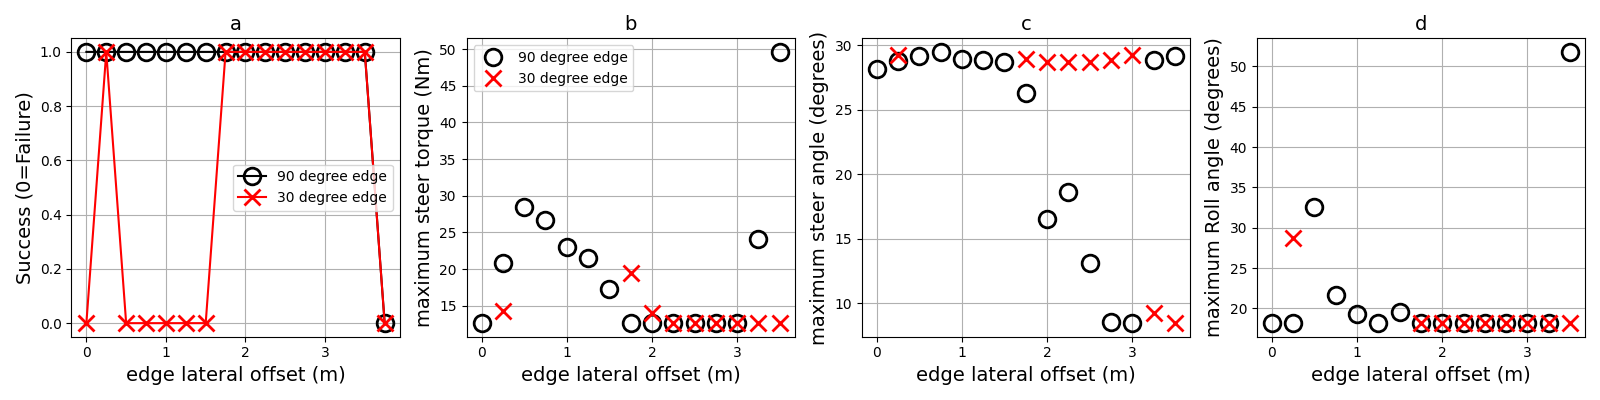 a
Success (0=Failure)
1.0
0.8
0.6
0.4
0.2
0.0
90 degree edge
30 degree edge
0 1 2 3
edge lateral offset (m)
b
maximum steer torque (Nm)
50
45
40
35
30
25
20
15
90 degree edge
30 degree edge
0 1 2 3
edge lateral offset (m)
c
maximum steer angle (degrees)
30
25
20
15
10
0 1 2 3
edge lateral offset (m)
d
maximum Roll angle (degrees)
50
45
40
35
30
25
20
0 1 2 3
edge lateral offset (m)